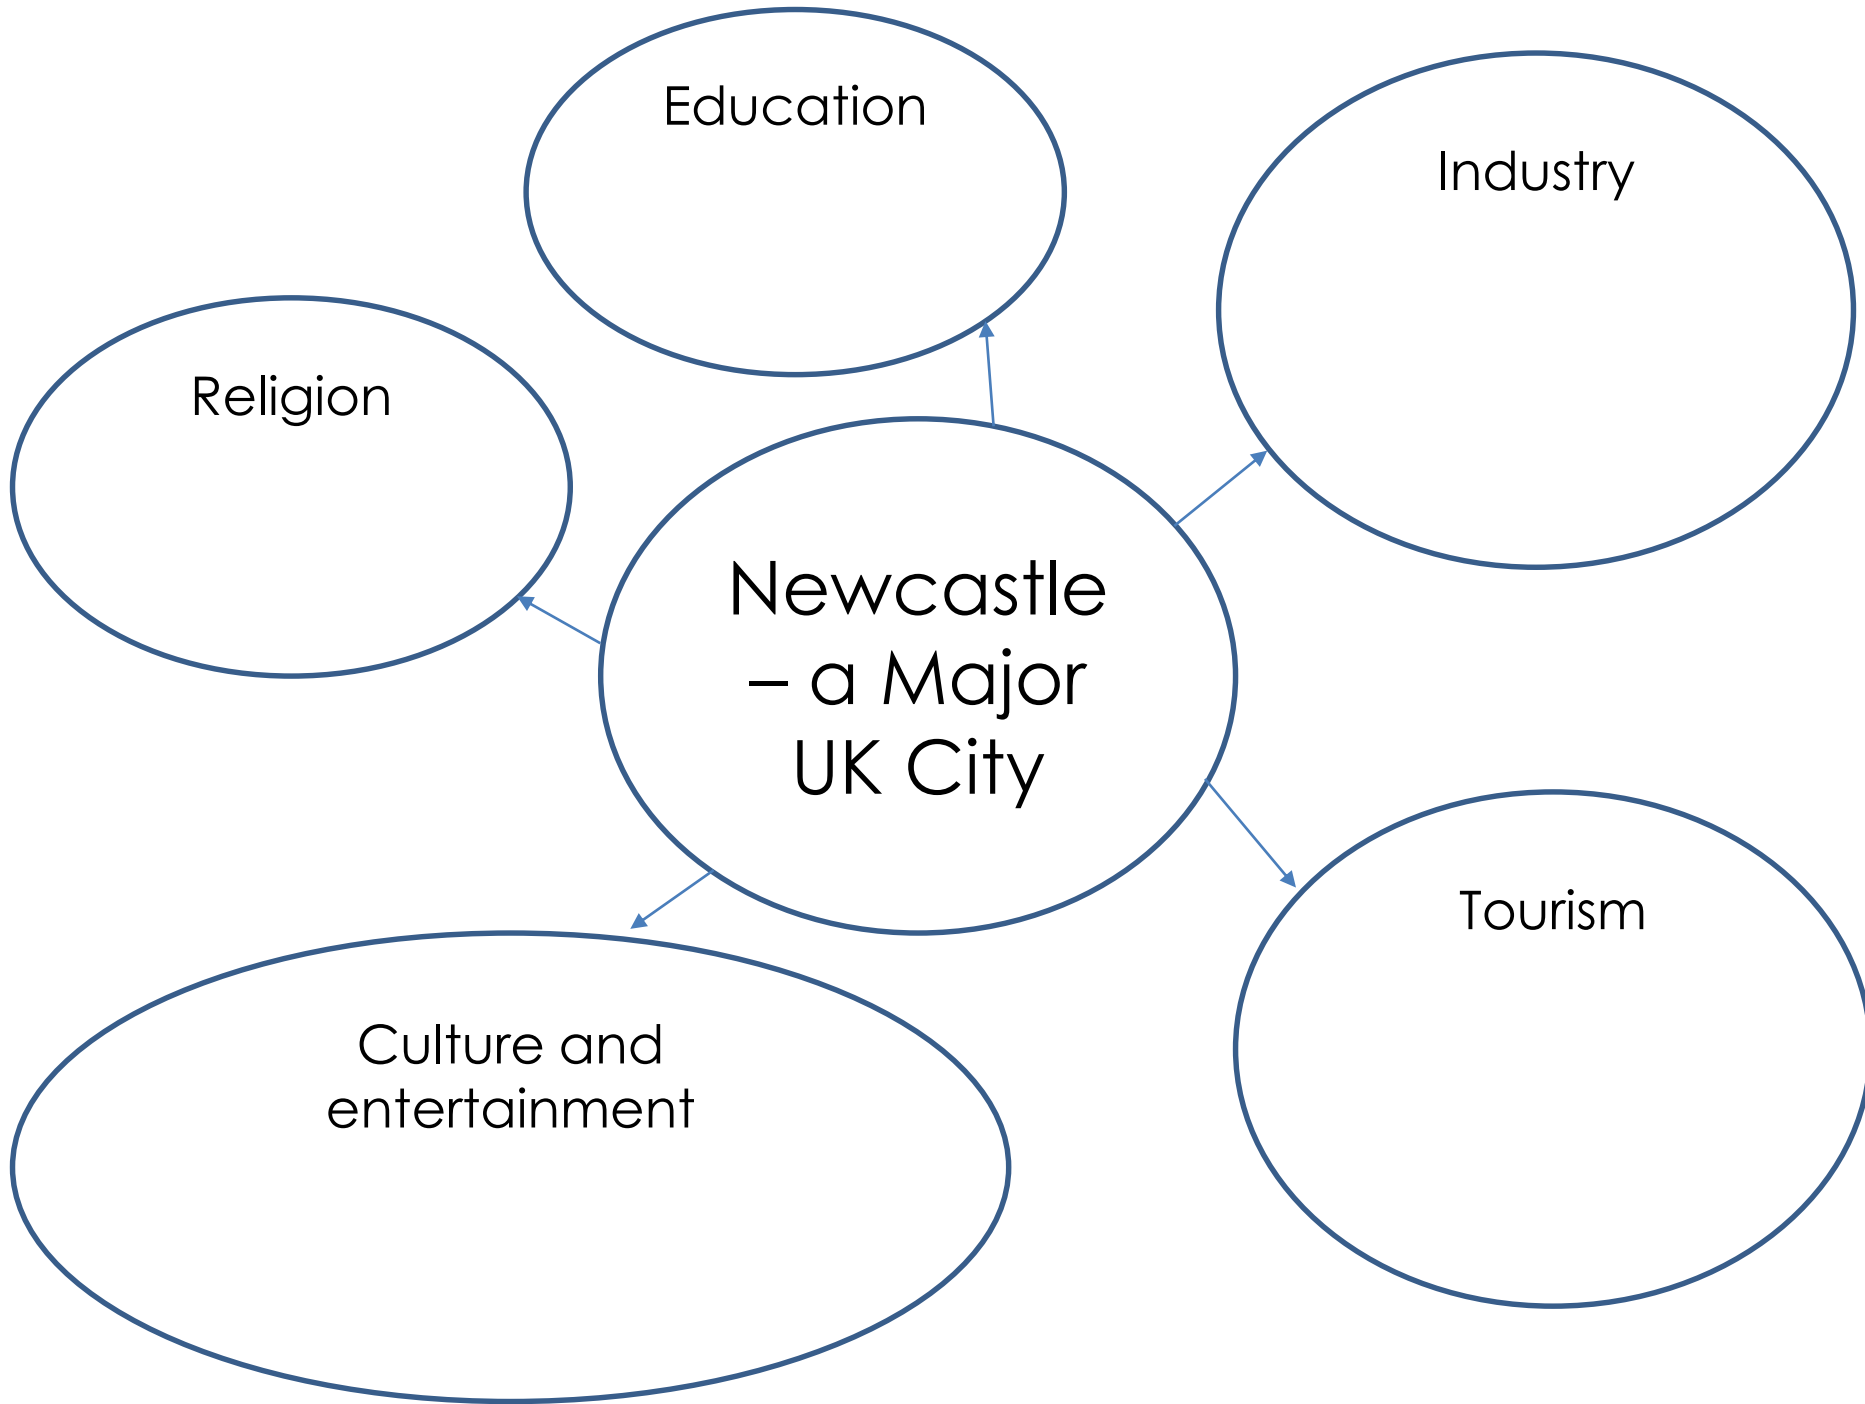 Education
Industry
Religion
Newcastle
– a Major
UK City
Tourism
Culture and
entertainment